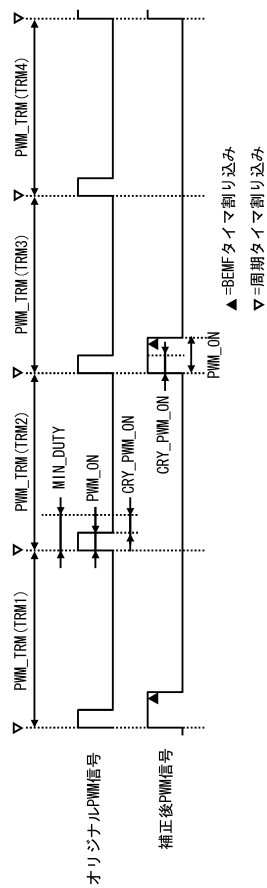 PWM_TRM(TRM1)
PWM_TRM(TRM2)
PWM_TRM(TRM3)
PWM_TRM(TRM4)
MIN_DUTY
PWM_ON
CRY_PWM_ON
オリジナルPWM信号
補正後PWM信号
CRY_PWM_ON
PWM_ON
▲=BEMFタイマ割り込み
▽=周期タイマ割り込み